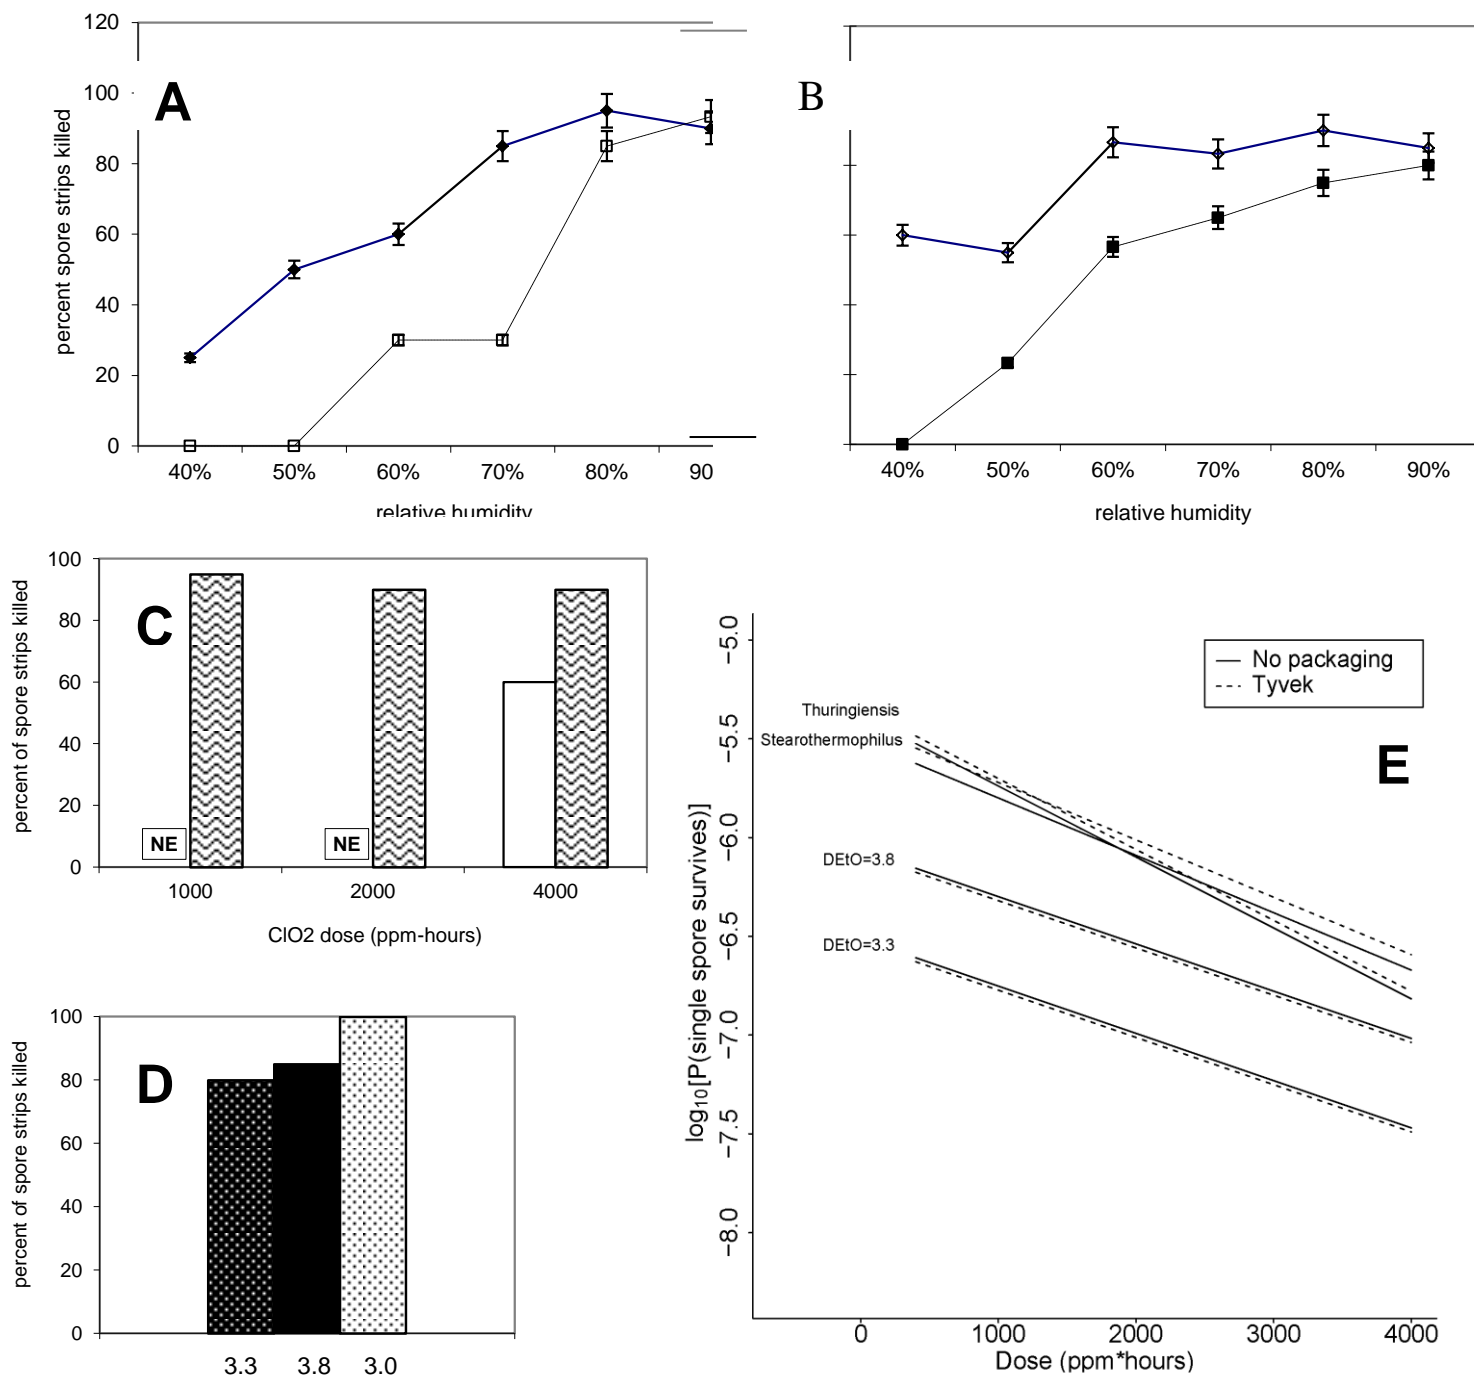 120
100
80
60
40
20
0
percent spore strips killed
A
40% 50% 60% 70% 80% 90
relative humidity
B
40% 50% 60% 70% 80% 90%
relative humidity
100
80
60
40
20
0
percent of spore strips killed
C
NE NE
1000 2000 4000
ClO2 dose (ppm-hours)
100
80
60
40
20
0
percent of spore strips killed
D
3.3 3.8 3.0
−5.0
−5.5
−6.0
−6.5
−7.0
−7.5
−8.0
log10[P(single spore survives)]
No packaging
Tyvek
E
Thuringiensis
Stearothermophilus
DEtO=3.8
DEtO=3.3
0 1000 2000 3000 4000
Dose (ppm*hours)